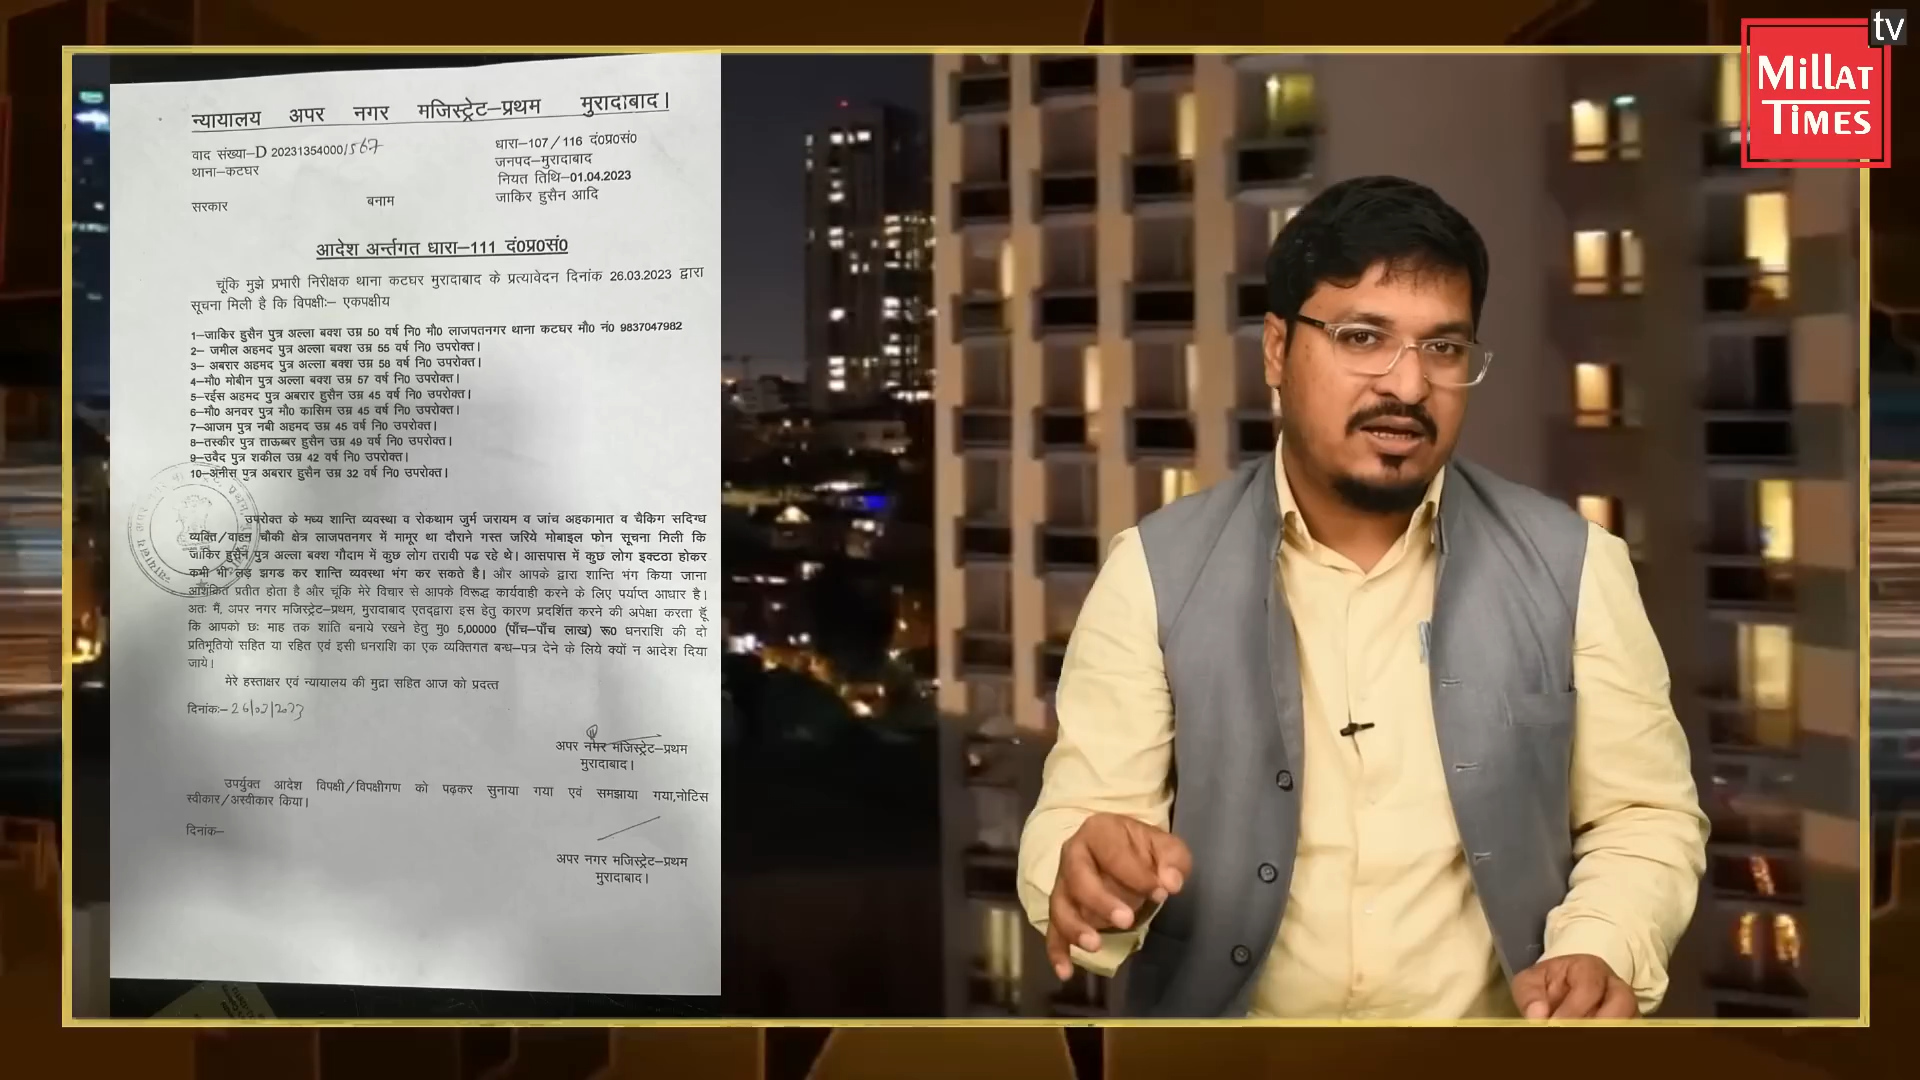 न्यायालय अपर नगर मजिस्ट्रेट–प्रथम मुरादाबाद।
वाद संख्या–D 20231354000/567
थाना–कटघर
धारा–107/116 दं0प्र0सं0
जनपद–मुरादाबाद
नियत तिथि–01.04.2023
सरकार बनाम जाकिर हुसैन आदि
आदेश अर्न्तगत धारा–111 दं0प्र0सं0
चूंकि मुझे प्रभारी निरीक्षक थाना कटघर मुरादाबाद के प्रत्यावेदन दिनांक 26.03.2023 द्वारा
सूचना मिली है कि विपक्षीः– एकपक्षीय
1–जाकिर हुसैन पुत्र अल्ला बक्श उम्र 50 वर्ष नि0 मौ0 लाजपतनगर थाना कटघर मौ0 नं0 9837047982
2– जमील अहमद पुत्र अल्ला बक्श उम्र 55 वर्ष नि0 उपरोक्त।
3– अबरार अहमद पुत्र अल्ला बक्श उम्र 58 वर्ष नि0 उपरोक्त।
4–मौ0 मोबीन पुत्र अल्ला बक्श उम्र 57 वर्ष नि0 उपरोक्त।
5–रईस अहमद पुत्र अबरार हुसैन उम्र 45 वर्ष नि0 उपरोक्त।
6–मौ0 अनवर पुत्र मौ0 कासिम उम्र 45 वर्ष नि0 उपरोक्त।
7–आजम पुत्र नबी अहमद उम्र 45 वर्ष नि0 उपरोक्त।
8–तस्कीर पुत्र ताऊब्बर हुसैन उम्र 49 वर्ष नि0 उपरोक्त।
9–उवैद पुत्र शकील उम्र 42 वर्ष नि0 उपरोक्त।
10–अनीस पुत्र अबरार हुसैन उम्र 32 वर्ष नि0 उपरोक्त।
उपरोक्त के मध्य शान्ति व्यवस्था व रोकथाम जुर्म जरायम व जांच अहकामात व चैकिग सदिग्ध
व्यक्ति/वाहन चौकी क्षेत्र लाजपतनगर में मामूर था दौराने गस्त जरिये मोबाइल फोन सूचना मिली कि
जाकिर हुसैन पुत्र अल्ला बक्श गौदाम में कुछ लोग तरावी पढ रहे थे। आसपास में कुछ लोग इक्टठा होकर
कभी भी लड़ झगड कर शान्ति व्यवस्था भंग कर सकते है। और आपके द्वारा शान्ति भंग किया जाना
आशंकित प्रतीत होता है और चूंकि मेरे विचार से आपके विरूद्ध कार्यवाही करने के लिए पर्याप्त आधार है।
अतः मैं, अपर नगर मजिस्ट्रेट–प्रथम, मुरादाबाद एतद्द्वारा इस हेतु कारण प्रदर्शित करने की अपेक्षा करता हूँ
कि आपको छः माह तक शांति बनाये रखने हेतु मु0 5,00000 (पाँच–पाँच लाख) रू0 धनराशि की दो
प्रतिभूतियो सहित या रहित एवं इसी धनराशि का एक व्यक्तिगत बन्ध–पत्र देने के लिये क्यों न आदेश दिया
जाये।
मेरे हस्ताक्षर एवं न्यायालय की मुद्रा सहित आज को प्रदत्त
दिनांकः– 26/03/2023
अपर नगर मजिस्ट्रेट–प्रथम
मुरादाबाद।
उपर्युक्त आदेश विपक्षी/विपक्षीगण को पढ़कर सुनाया गया एवं समझाया गया,नोटिस
स्वीकार/अस्वीकार किया।
दिनांक–
अपर नगर मजिस्ट्रेट–प्रथम
मुरादाबाद।
tv
MILLAT
TIMES